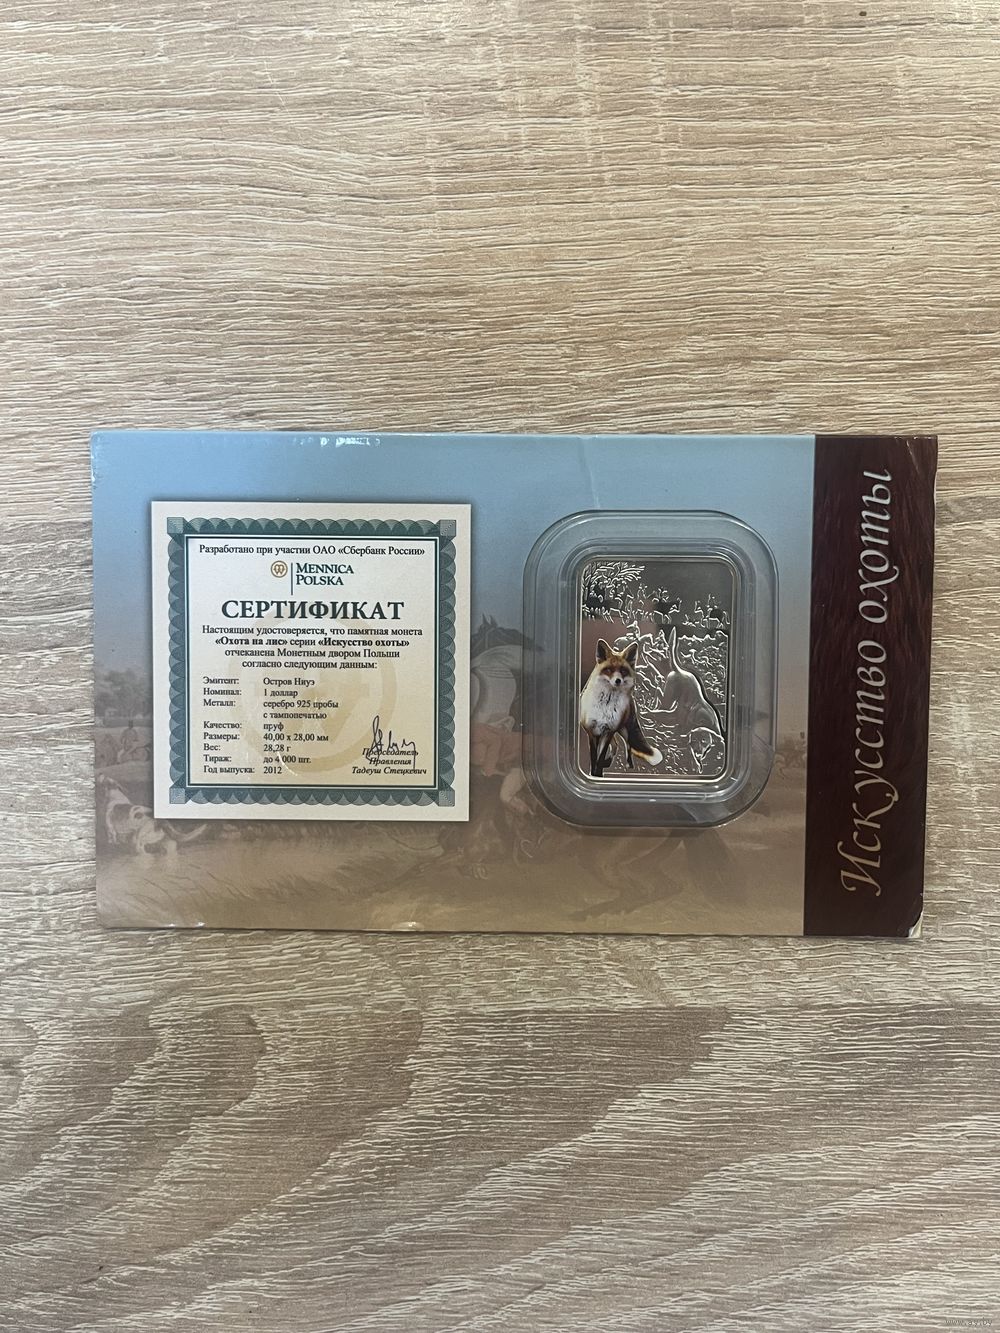 Разработано при участии ОАО «Сбербанк России»
MENNICA
POLSKA
СЕРТИФИКАТ
Настоящим удостоверяется, что памятная монета
«Охота на лис» серии «Искусство охоты»
отчеканена Монетным двором Польши
согласно следующим данным:
Эмитент: Остров Ниуэ
Номинал: 1 доллар
Металл: серебро 925 пробы
с тампопечатью
Качество: пруф
Размеры: 40,00 x 28,00 мм
Вес: 28,28 г
Тираж: до 4 000 шт.
Год выпуска: 2012
Председатель
Правления
Тадеуш Стецкевич
Искусство охоты